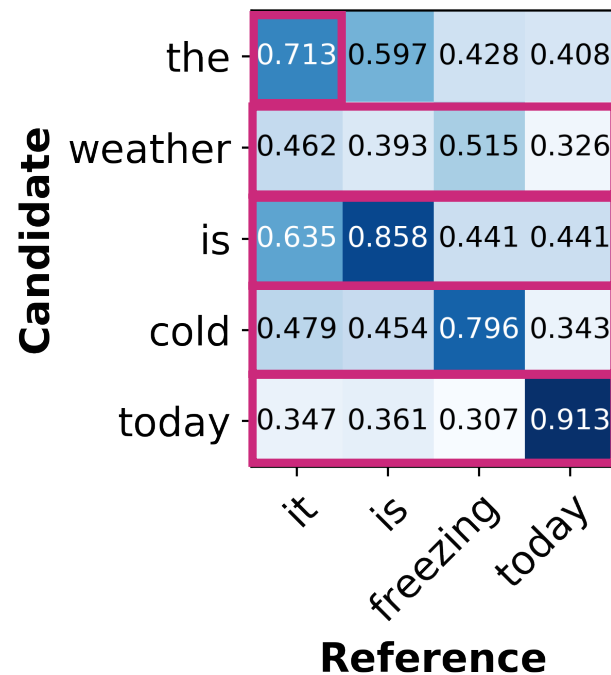 Candidate
the 0.713 0.597 0.428 0.408
weather 0.462 0.393 0.515 0.326
is 0.635 0.858 0.441 0.441
cold 0.479 0.454 0.796 0.343
today 0.347 0.361 0.307 0.913
it is freezing today
Reference